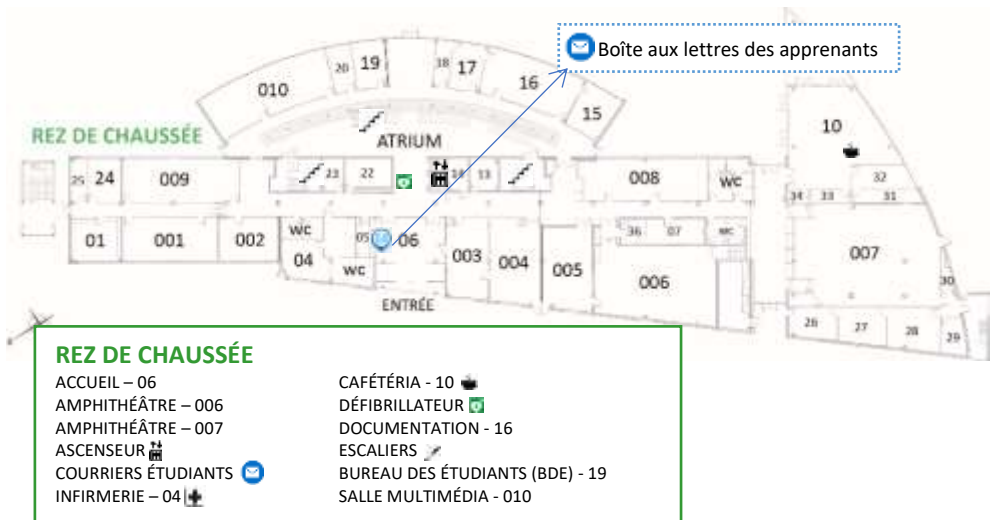 Boîte aux lettres des apprenants
20 19 18 17
010 16
15
REZ DE CHAUSSÉE
ATRIUM
10
25 24 009 23 22 14 13 008 WC
32
34 33 31
01 001 002 WC 05 06 003 004 005 36 07 WC
04 WC 006 007
30
ENTRÉE
26 27 28 29
REZ DE CHAUSSÉE
ACCUEIL – 06
AMPHITHÉÂTRE – 006
AMPHITHÉÂTRE – 007
ASCENSEUR
COURRIERS ÉTUDIANTS
INFIRMERIE – 04
CAFÉTÉRIA - 10
DÉFIBRILLATEUR
DOCUMENTATION - 16
ESCALIERS
BUREAU DES ÉTUDIANTS (BDE) - 19
SALLE MULTIMÉDIA - 010